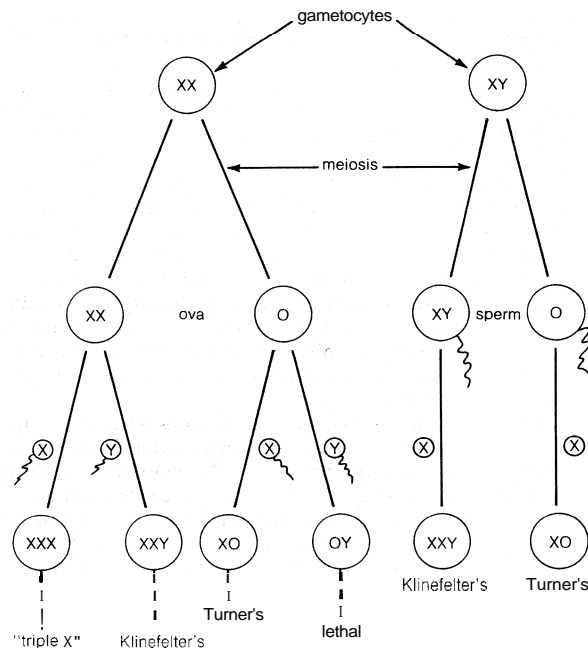 gametocytes
XX XY
meiosis
XX ova O XY sperm O
X Y X Y X X
XXX XXY XO OY XXY XO
Klinefelter's Turner's
Turner's
lethal
"triple X" Klinefelter's